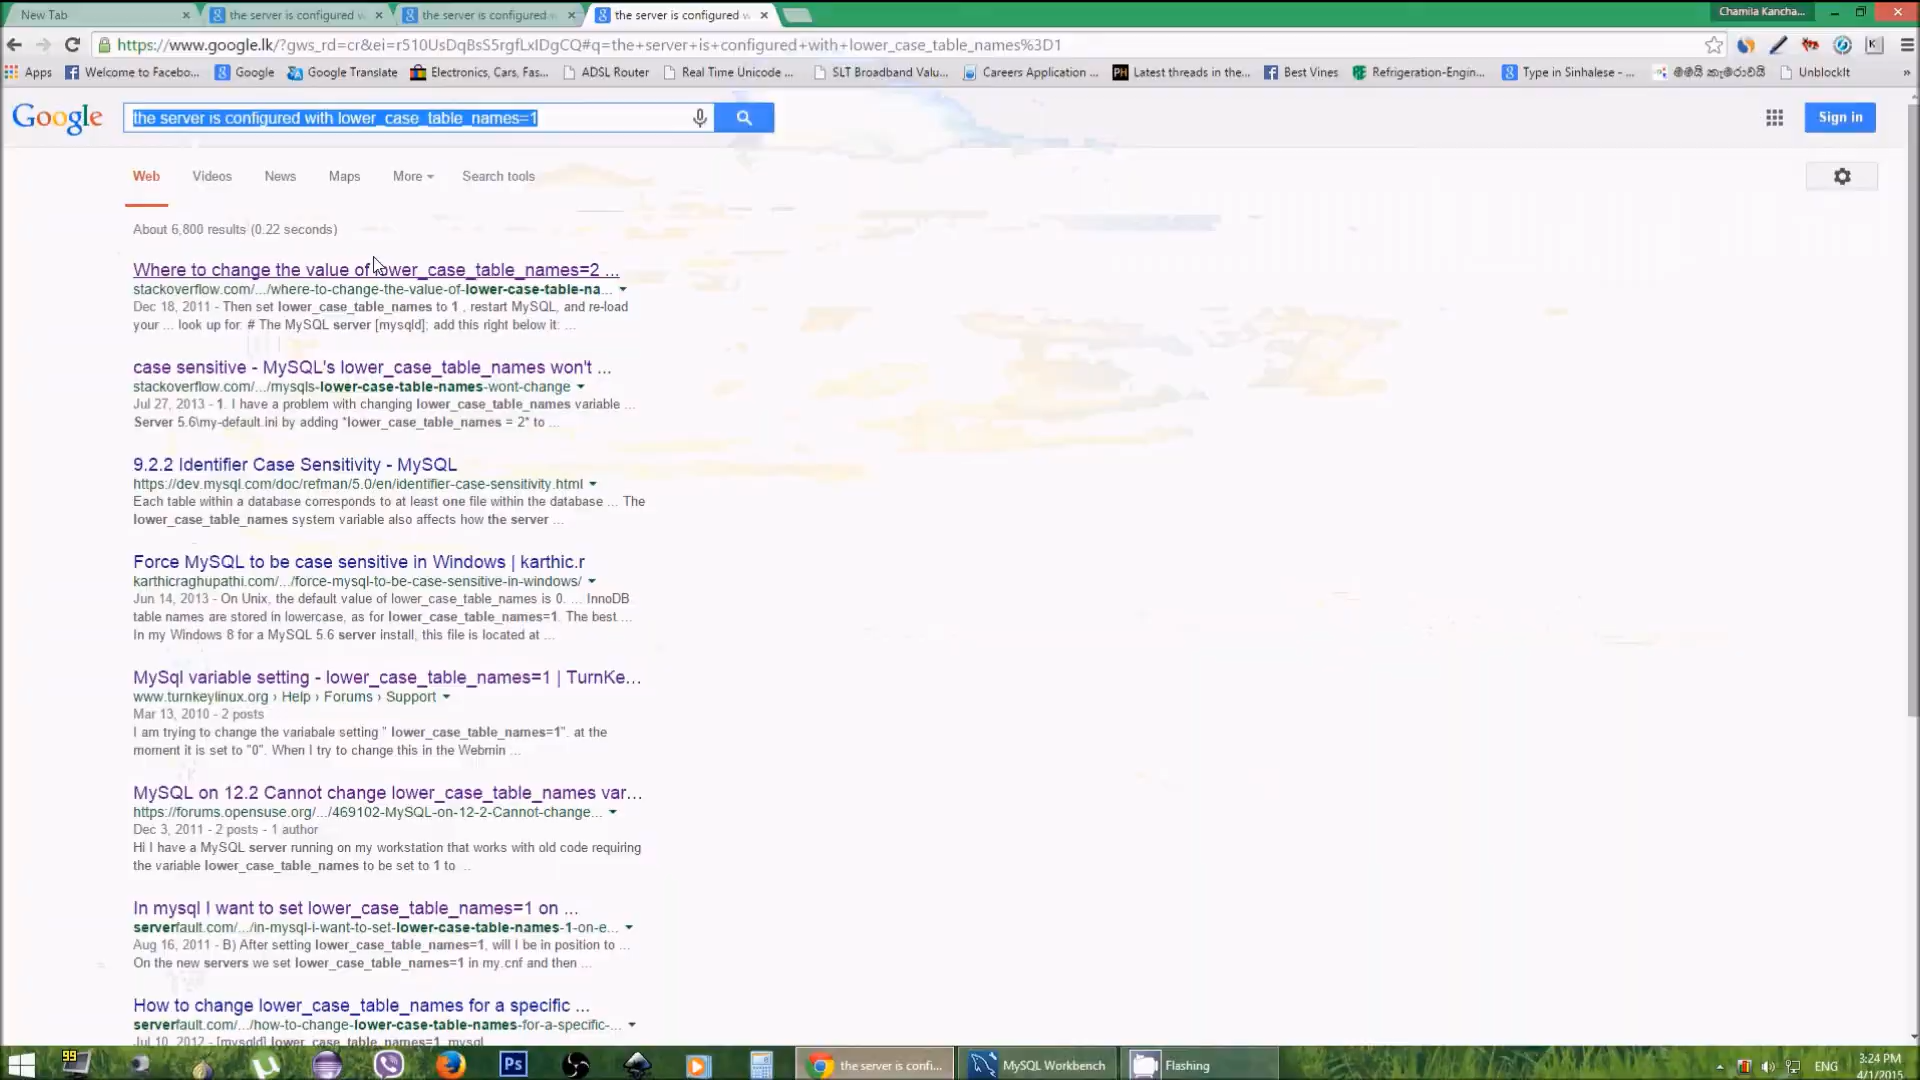 New Tab
the server is configured w
the server is configured w
the server is configured w
Chamila Kancha...
https://www.google.lk/?gws_rd=cr&ei=r510UsDqBsS5rgfLxIDgCQ#q=the+server+is+configured+with+lower_case_table_names%3D1
Apps
Welcome to Facebo...
Google
Google Translate
Electronics, Cars, Fas...
ADSL Router
Real Time Unicode ...
SLT Broadband Valu...
Careers Application ...
PH
Latest threads in the...
Best Vines
Refrigeration-Engin...
Type in Sinhalese - ...
UnblockIt
Google
the server is configured with lower_case_table_names=1
Sign in
Web
Videos
News
Maps
More
Search tools
About 6,800 results (0.22 seconds)
Where to change the value of lower_case_table_names=2 ...
stackoverflow.com/.../where-to-change-the-value-of-lower-case-table-na...
Dec 18, 2011 - Then set lower_case_table_names to 1 , restart MySQL, and re-load
your ... look up for: # The MySQL server [mysqld]; add this right below it: ...
case sensitive - MySQL's lower_case_table_names won't ...
stackoverflow.com/.../mysqls-lower-case-table-names-wont-change
Jul 27, 2013 - 1. I have a problem with changing lower_case_table_names variable ...
Server 5.6\my-default.ini by adding *lower_case_table_names = 2* to ...
9.2.2 Identifier Case Sensitivity - MySQL
https://dev.mysql.com/doc/refman/5.0/en/identifier-case-sensitivity.html
Each table within a database corresponds to at least one file within the database ... The
lower_case_table_names system variable also affects how the server ...
Force MySQL to be case sensitive in Windows | karthic.r
karthicraghupathi.com/.../force-mysql-to-be-case-sensitive-in-windows/
Jun 14, 2013 - On Unix, the default value of lower_case_table_names is 0. ... InnoDB
table names are stored in lowercase, as for lower_case_table_names=1. The best ...
In my Windows 8 for a MySQL 5.6 server install, this file is located at ...
MySql variable setting - lower_case_table_names=1 | TurnKe...
www.turnkeylinux.org › Help › Forums › Support
Mar 13, 2010 - 2 posts
I am trying to change the variabale setting " lower_case_table_names=1". at the
moment it is set to "0". When I try to change this in the Webmin ...
MySQL on 12.2 Cannot change lower_case_table_names var...
https://forums.opensuse.org/.../469102-MySQL-on-12-2-Cannot-change...
Dec 3, 2011 - 2 posts - 1 author
Hi I have a MySQL server running on my workstation that works with old code requiring
the variable lower_case_table_names to be set to 1 to ...
In mysql I want to set lower_case_table_names=1 on ...
serverfault.com/.../in-mysql-i-want-to-set-lower-case-table-names-1-on-e...
Aug 16, 2011 - B) After setting lower_case_table_names=1, will I be in position to ...
On the new servers we set lower_case_table_names=1 in my.cnf and then ...
How to change lower_case_table_names for a specific ...
serverfault.com/.../how-to-change-lower-case-table-names-for-a-specific-...
Jul 10, 2012 - [mysqld] lower_case_table_names=1. mysql
99
Ps
the server is confi...
MySQL Workbench
Flashing
ENG
3:24 PM
4/1/2015